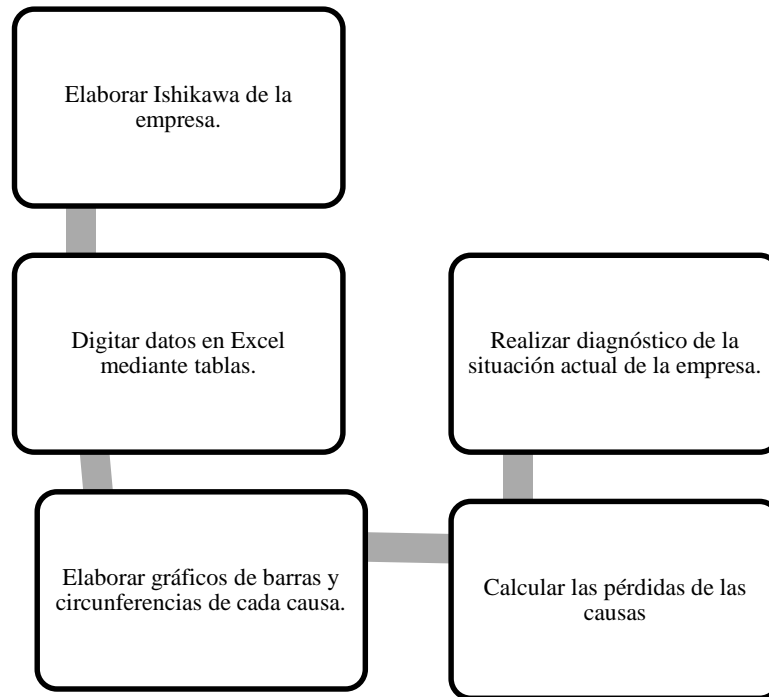 Elaborar Ishikawa de la
empresa.
Digitar datos en Excel
mediante tablas.
Elaborar gráficos de barras y
circunferencias de cada causa.
Calcular las pérdidas de las
causas
Realizar diagnóstico de la
situación actual de la empresa.